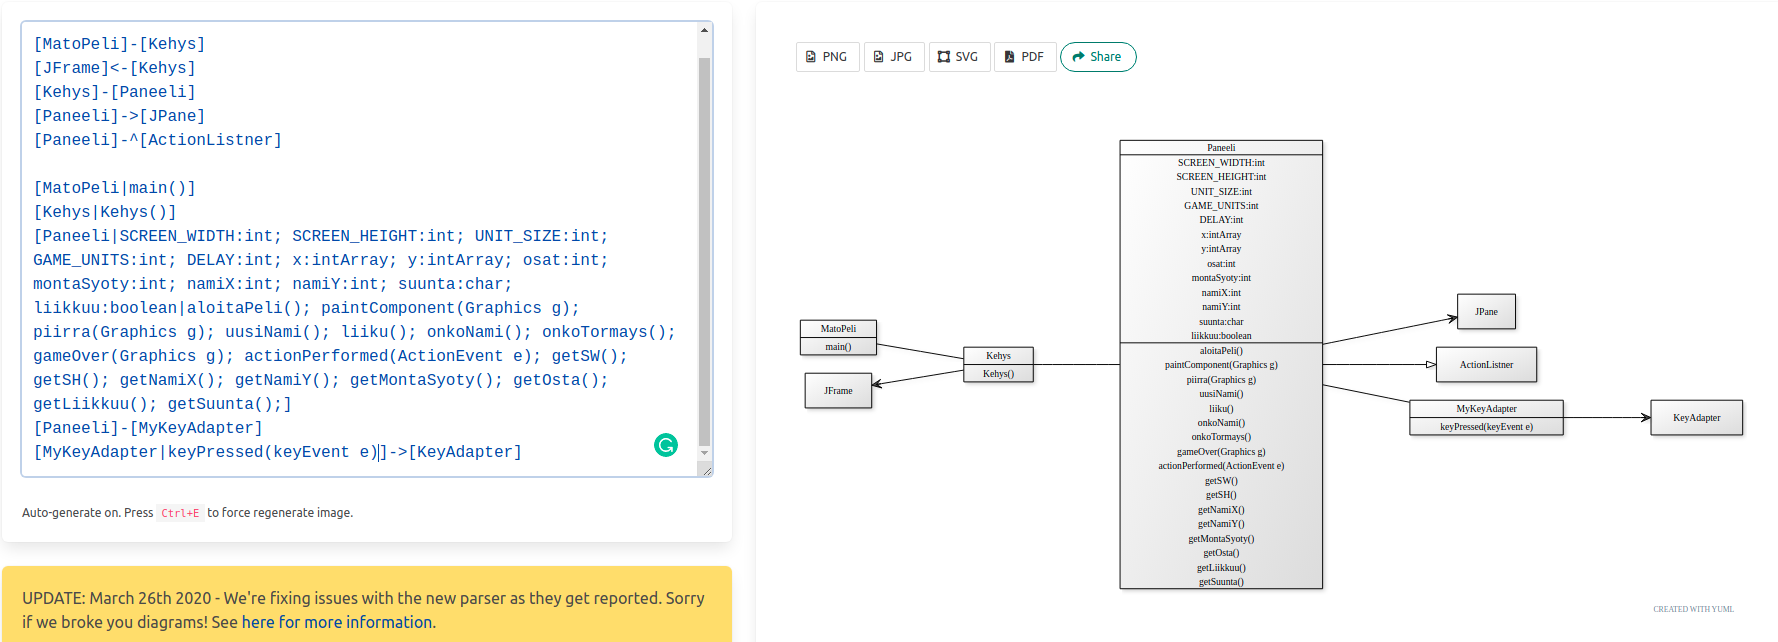 [MatoPeli]-[Kehys]
[JFrame]<-[Kehys]
[Kehys]-[Paneeli]
[Paneeli]->[JPane]
[Paneeli]-^[ActionListner]
[MatoPeli|main()]
[Kehys|Kehys()]
[Paneeli|SCREEN_WIDTH:int; SCREEN_HEIGHT:int; UNIT_SIZE:int;
GAME_UNITS:int; DELAY:int; x:intArray; y:intArray; osat:int;
montaSyoty:int; namiX:int; namiY:int; suunta:char;
liikkuu:boolean|aloitaPeli(); paintComponent(Graphics g);
piirra(Graphics g); uusiNami(); liiku(); onkoNami(); onkoTormays();
gameOver(Graphics g); actionPerformed(ActionEvent e); getSW();
getSH(); getNamiX(); getNamiY(); getMontaSyoty(); getOsta();
getLiikkuu(); getSuunta();]
[Paneeli]-[MyKeyAdapter]
[MyKeyAdapter|keyPressed(keyEvent e)]->[KeyAdapter]
Auto-generate on. Press Ctrl+E to force regenerate image.
UPDATE: March 26th 2020 - We're fixing issues with the new parser as they get reported. Sorry
if we broke you diagrams! See here for more information.
PNG
JPG
SVG
PDF
Share
MatoPeli
main()
JFrame
Kehys
Kehys()
Paneeli
SCREEN_WIDTH:int
SCREEN_HEIGHT:int
UNIT_SIZE:int
GAME_UNITS:int
DELAY:int
x:intArray
y:intArray
osat:int
montaSyoty:int
namiX:int
namiY:int
suunta:char
liikkuu:boolean
aloitaPeli()
paintComponent(Graphics g)
piirra(Graphics g)
uusiNami()
liiku()
onkoNami()
onkoTormays()
gameOver(Graphics g)
actionPerformed(ActionEvent e)
getSW()
getSH()
getNamiX()
getNamiY()
getMontaSyoty()
getOsta()
getLiikkuu()
getSuunta()
JPane
ActionListner
MyKeyAdapter
keyPressed(keyEvent e)
KeyAdapter
CREATED WITH YUML